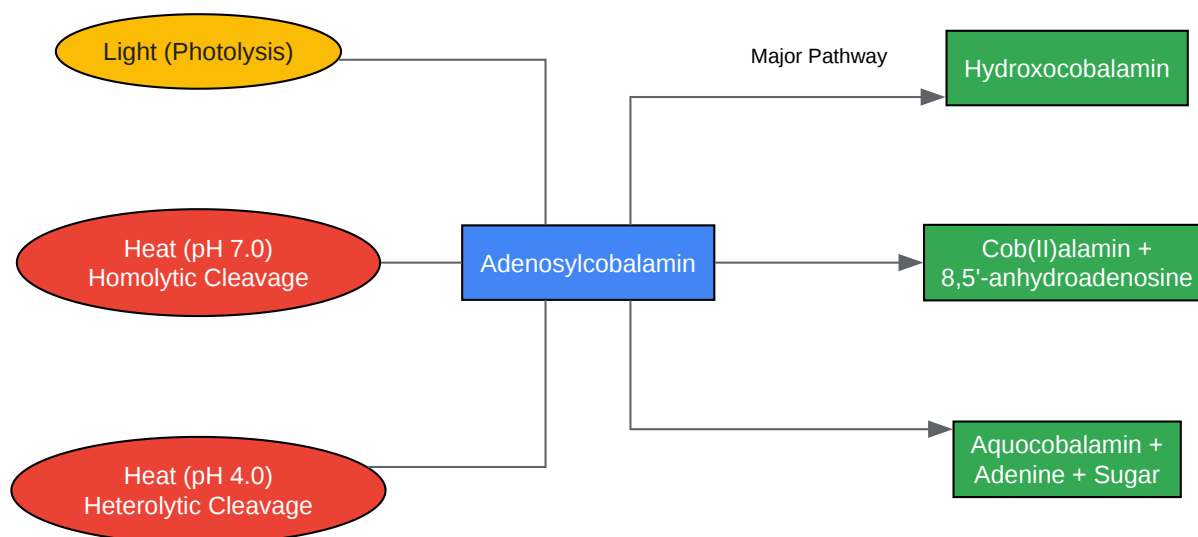 Light (Photolysis)
Major Pathway
Hydroxocobalamin
Heat (pH 7.0)
Homolytic Cleavage
Adenosylcobalamin
Cob(II)alamin +
8,5'-anhydroadenosine
Heat (pH 4.0)
Heterolytic Cleavage
Aquocobalamin +
Adenine + Sugar